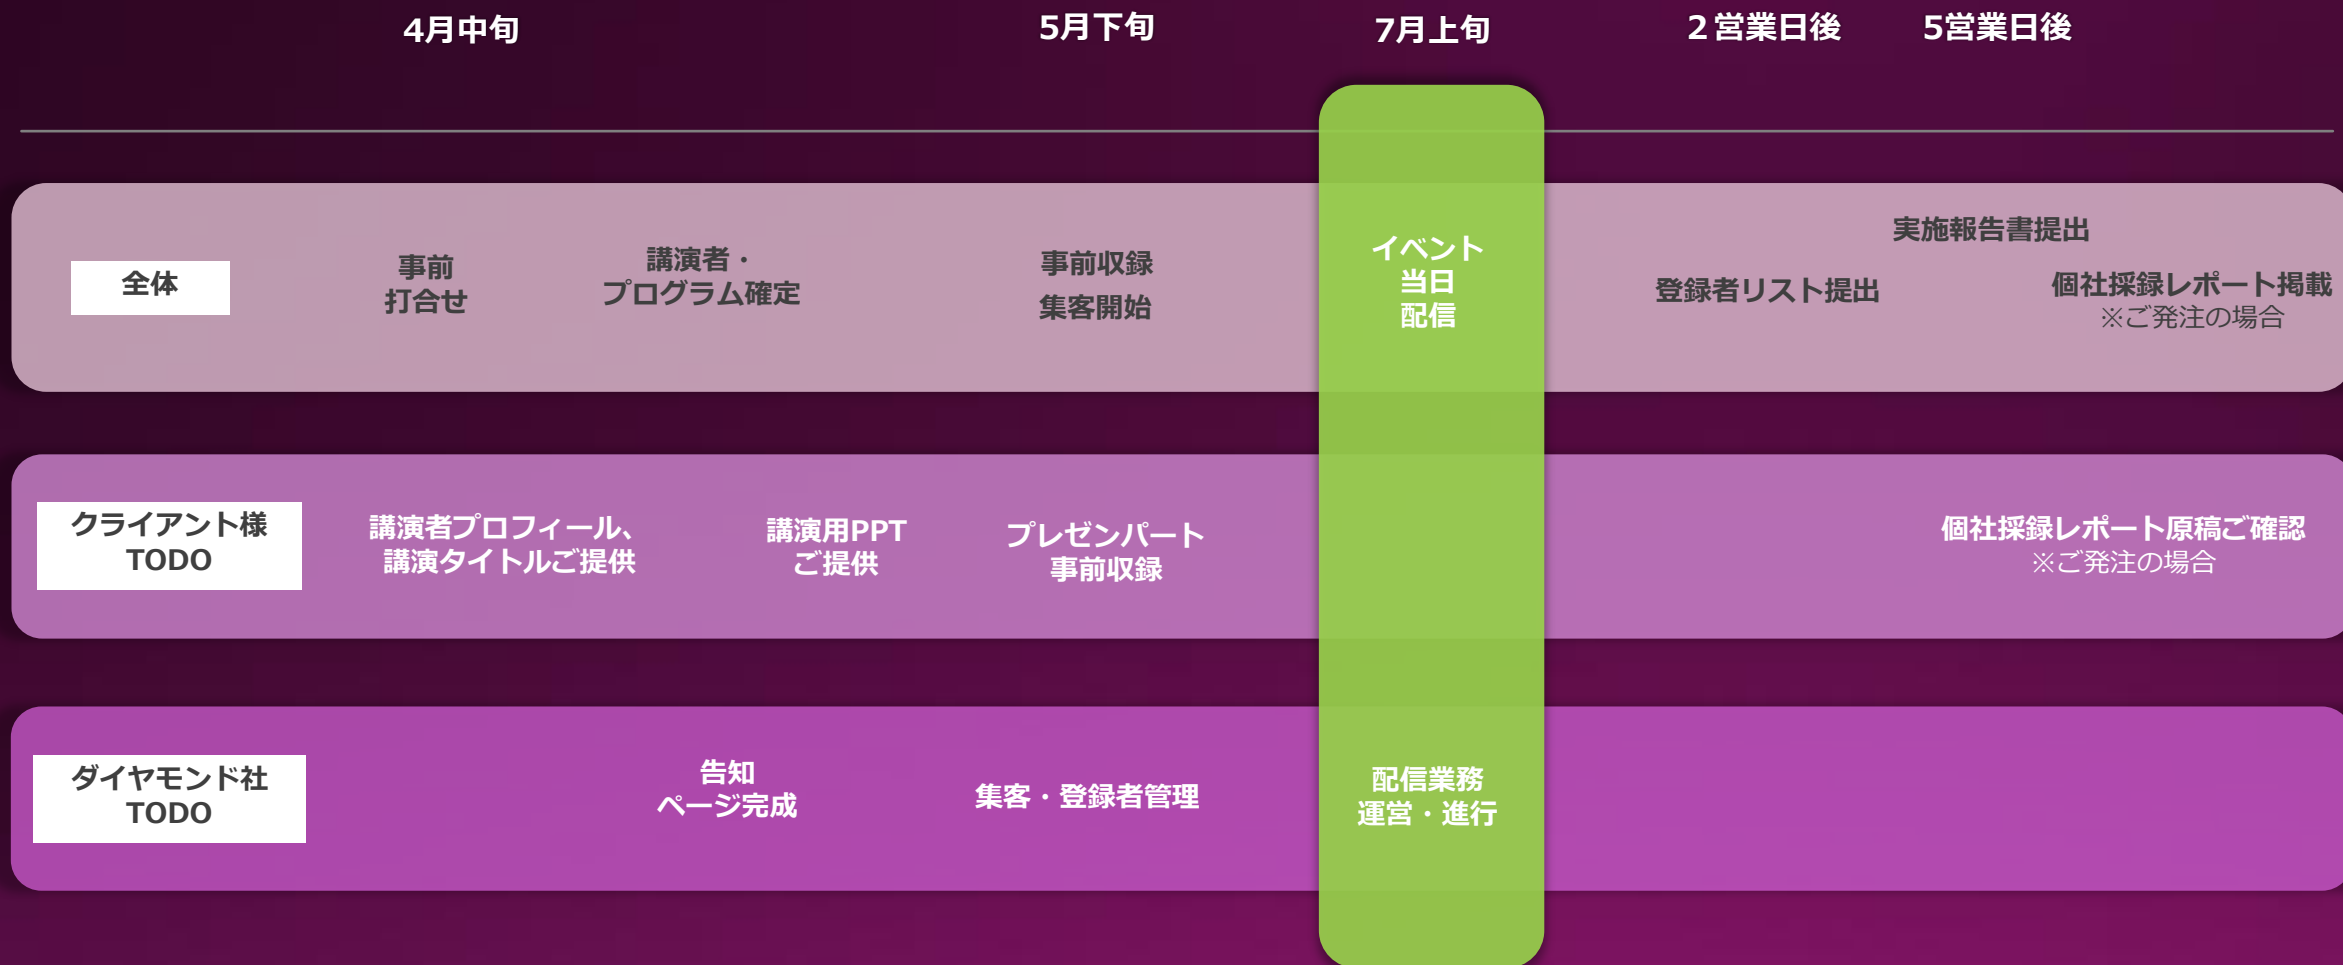 4月中旬
5月下旬
7月上旬
２営業日後
5営業日後
全体
事前
打合せ
講演者・
プログラム確定
事前収録
集客開始
イベント
当日
配信
登録者リスト提出
実施報告書提出
個社採録レポート掲載
※ご発注の場合
クライアント様
TODO
講演者プロフィール、
講演タイトルご提供
講演用PPT
ご提供
プレゼンパート
事前収録
個社採録レポート原稿ご確認
※ご発注の場合
ダイヤモンド社
TODO
告知
ページ完成
集客・登録者管理
配信業務
運営・進行